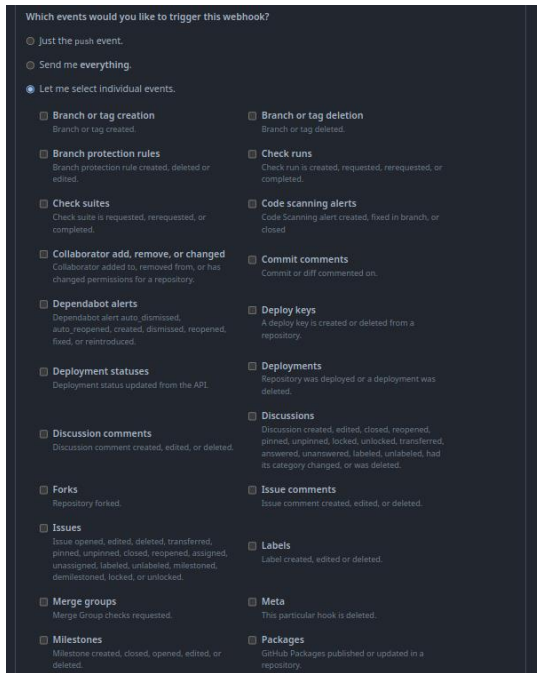 Which events would you like to trigger this webhook?
Just the push event.
Send me everything.
Let me select individual events.
Branch or tag creation
Branch or tag created.
Branch or tag deletion
Branch or tag deleted.
Branch protection rules
Branch protection rule created, deleted or
edited.
Check runs
Check run is created, requested, rerequested, or
completed.
Check suites
Check suite is requested, rerequested, or
completed.
Code scanning alerts
Code Scanning alert created, fixed in branch, or
closed
Collaborator add, remove, or changed
Collaborator added to, removed from, or has
changed permissions for a repository.
Commit comments
Commit or diff commented on.
Dependabot alerts
Dependabot alert auto_dismissed,
auto_reopened, created, dismissed, reopened,
fixed, or reintroduced.
Deploy keys
A deploy key is created or deleted from a
repository.
Deployment statuses
Deployment status updated from the API.
Deployments
Repository was deployed or a deployment was
deleted.
Discussion comments
Discussion comment created, edited, or deleted.
Discussions
Discussion created, edited, closed, reopened,
pinned, unpinned, locked, unlocked, transferred,
answered, unanswered, labeled, unlabeled, had
its category changed, or was deleted.
Forks
Repository forked.
Issue comments
Issue comment created, edited, or deleted.
Issues
Issue opened, edited, deleted, transferred,
pinned, unpinned, closed, reopened, assigned,
unassigned, labeled, unlabeled, milestoned,
demilestoned, locked, or unlocked.
Labels
Label created, edited or deleted.
Merge groups
Merge Group checks requested.
Meta
This particular hook is deleted.
Milestones
Milestone created, closed, opened, edited, or
deleted.
Packages
GitHub Packages published or updated in a
repository.